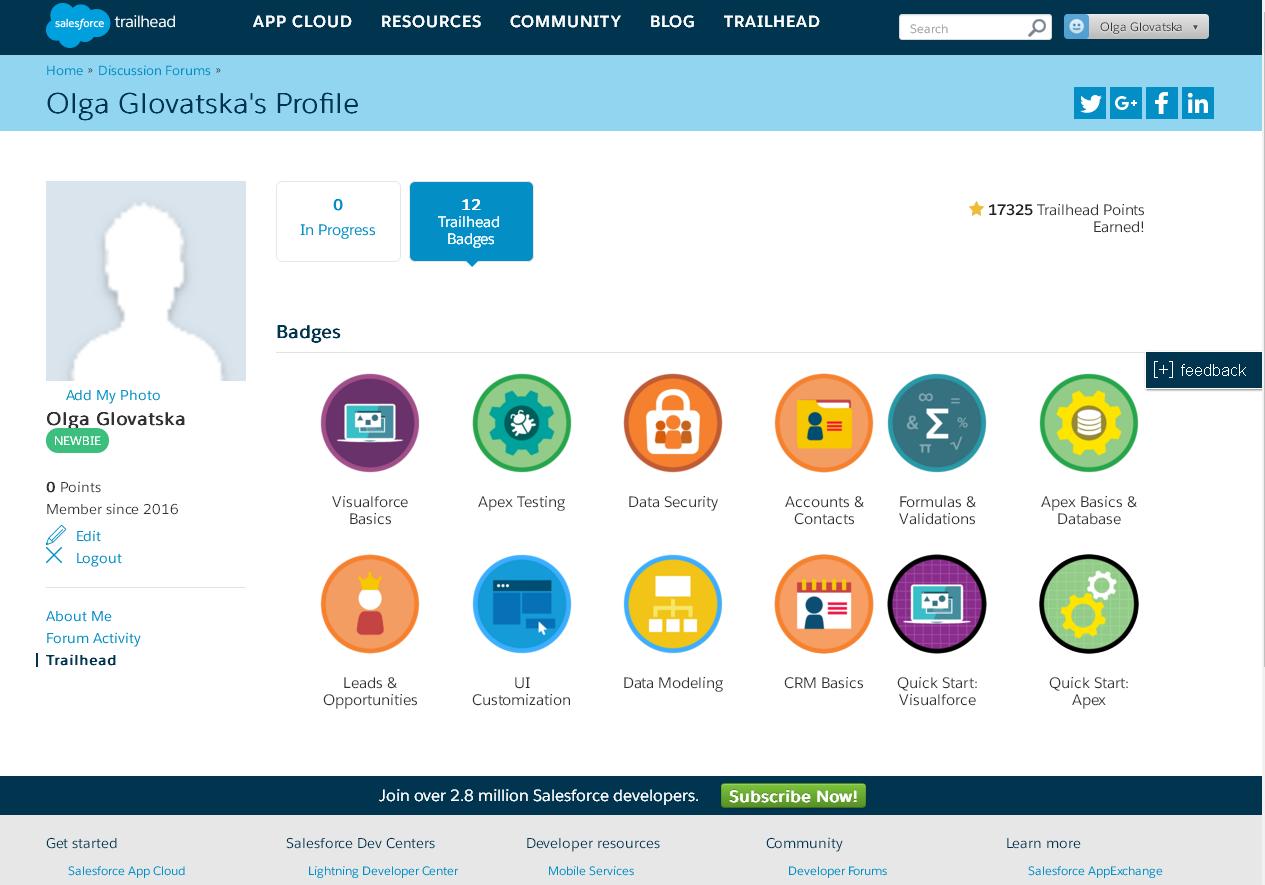 salesforce trailhead APP CLOUD RESOURCES COMMUNITY BLOG TRAILHEAD Search Olga Glovatska
Home » Discussion Forums »
Olga Glovatska's Profile
G+ f in
0
In Progress
12
Trailhead
Badges
17325 Trailhead Points
Earned!
Badges
[+] feedback
Add My Photo
Olga Glovatska
NEWBIE
0 Points
Member since 2016
Edit
Logout
About Me
Forum Activity
Trailhead
∞ =
& Σ %
π √
Visualforce
Basics
Apex Testing
Data Security
Accounts &
Contacts
Formulas &
Validations
Apex Basics &
Database
Leads &
Opportunities
UI
Customization
Data Modeling
CRM Basics
Quick Start:
Visualforce
Quick Start:
Apex
Join over 2.8 million Salesforce developers. Subscribe Now!
Get started Salesforce Dev Centers Developer resources Community Learn more
Salesforce App Cloud Lightning Developer Center Mobile Services Developer Forums Salesforce AppExchange